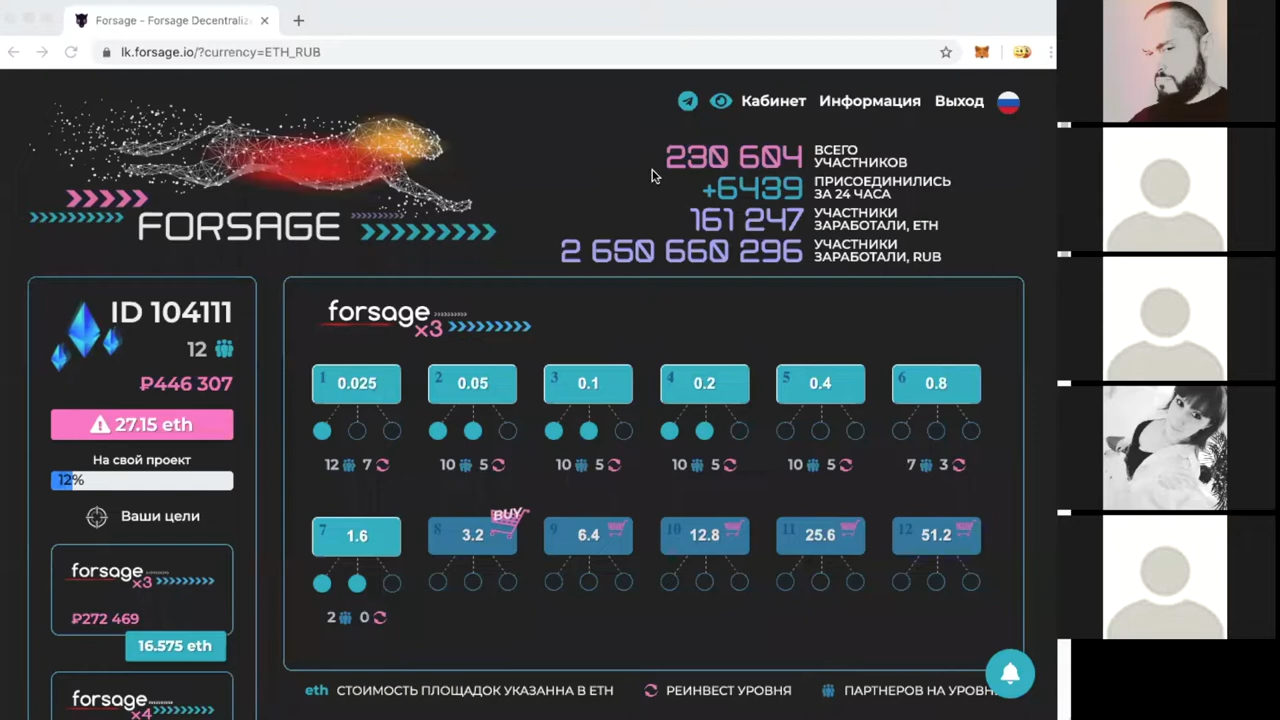 Forsage - Forsage Decentraliz
lk.forsage.io/?currency=ETH_RUB
Кабинет Информация Выход
FORSAGE
230 604 ВСЕГО УЧАСТНИКОВ
+6439 ПРИСОЕДИНИЛИСЬ ЗА 24 ЧАСА
161 247 УЧАСТНИКИ ЗАРАБОТАЛИ, ETH
2 650 660 296 УЧАСТНИКИ ЗАРАБОТАЛИ, RUB
ID 104111
12
₽446 307
27.15 eth
На свой проект
12%
Ваши цели
forsage
x3
₽272 469
16.575 eth
forsage
x4
forsage
x3
1 0.025 2 0.05 3 0.1 4 0.2 5 0.4 6 0.8
12 7 10 5 10 5 10 5 10 5 7 3
BUY
7 1.6 8 3.2 9 6.4 10 12.8 11 25.6 12 51.2
2 0
eth СТОИМОСТЬ ПЛОЩАДОК УКАЗАННА В ETH РЕИНВЕСТ УРОВНЯ ПАРТНЕРОВ НА УРОВН